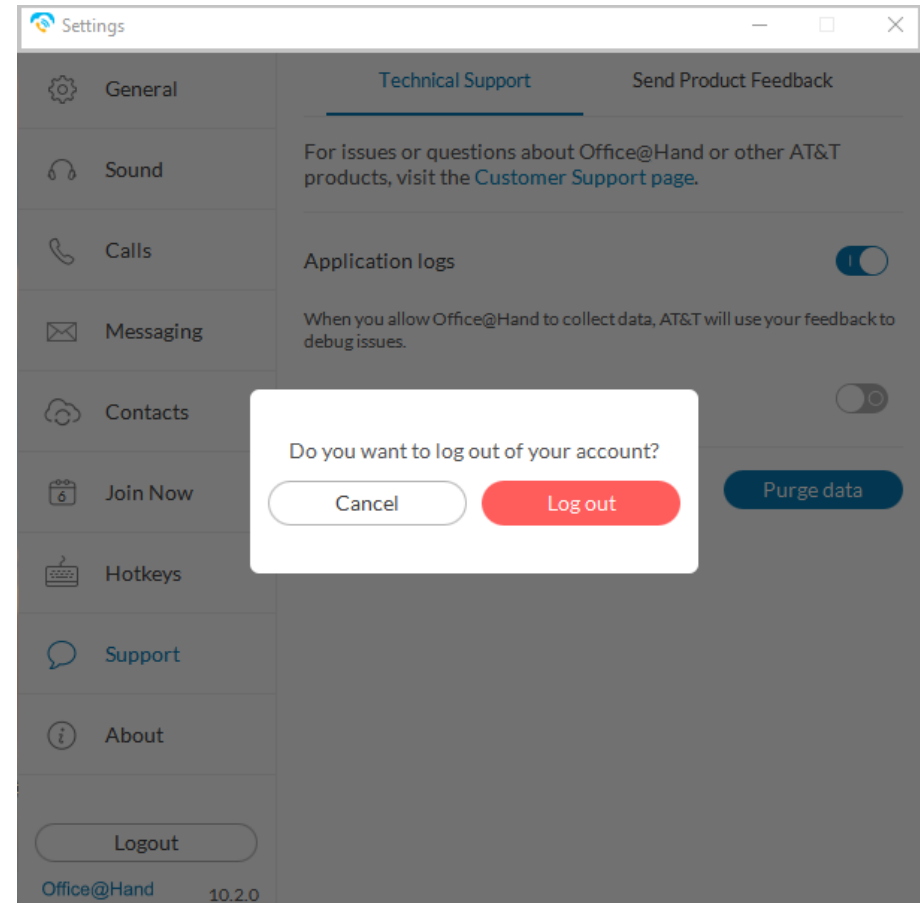 Settings
General
Technical Support
Send Product Feedback
For issues or questions about Office@Hand or other AT&T
products, visit the Customer Support page.
Sound
Calls
Application logs
Messaging
When you allow Office@Hand to collect data, AT&T will use your feedback to
debug issues.
Contacts
Do you want to log out of your account?
Cancel
Log out
6
Join Now
Purge data
Hotkeys
Support
About
Logout
Office@Hand
10.2.0